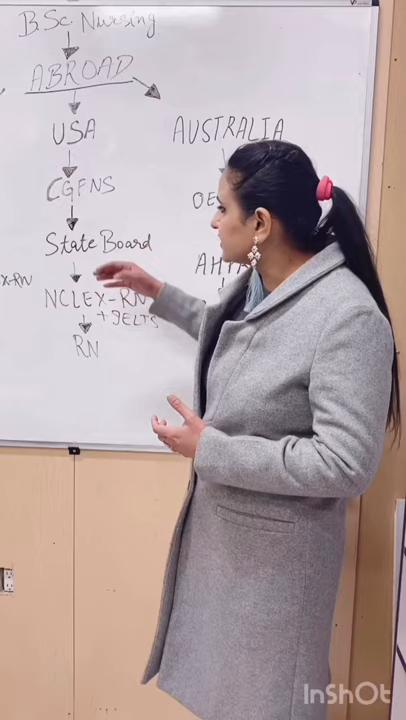 B.Sc. Nursing
ABROAD
USA
AUSTRALIA
CGFNS
State Board
NCLEX-RN
+ IELTS
RN
InShOt